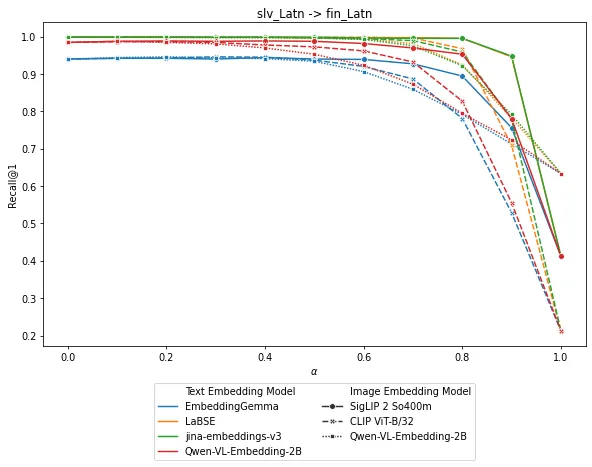 slv_Latn -> fin_Latn
1.0
0.9
0.8
0.7
0.6
0.5
0.4
0.3
0.2
Recall@1
0.0 0.2 0.4 0.6 0.8 1.0
α
Text Embedding Model
EmbeddingGemma
LaBSE
jina-embeddings-v3
Qwen-VL-Embedding-2B
Image Embedding Model
SigLIP 2 So400m
CLIP ViT-B/32
Qwen-VL-Embedding-2B